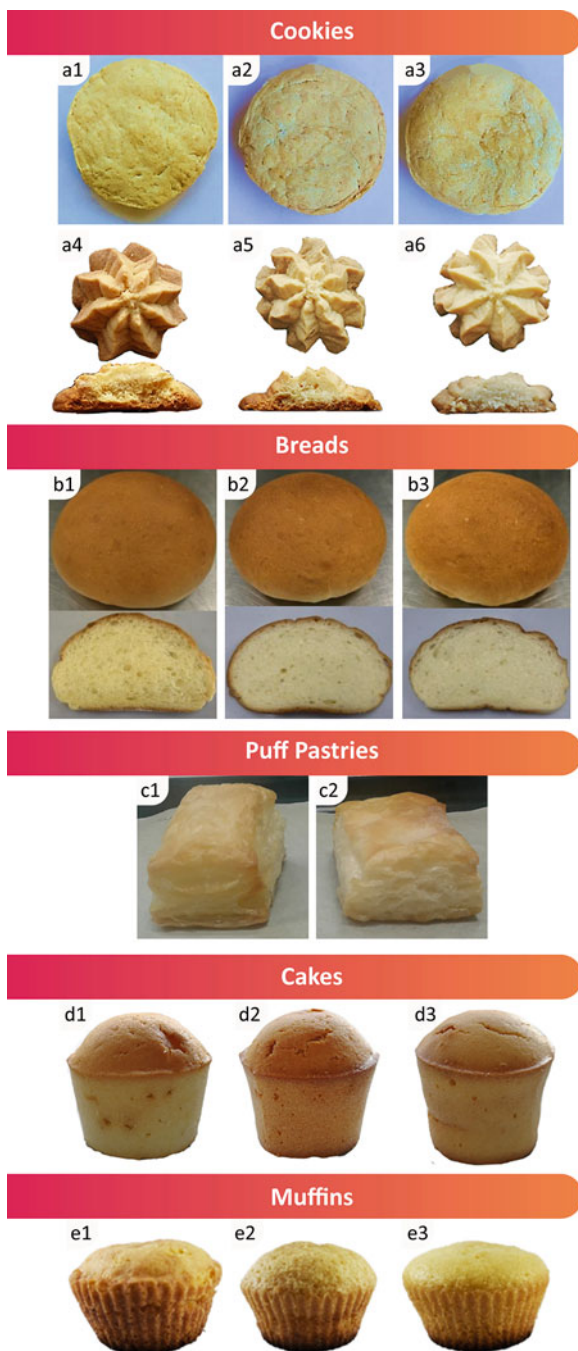 Cookies
a1 a2 a3
a4 a5 a6
Breads
b1 b2 b3
Puff Pastries
c1 c2
Cakes
d1 d2 d3
Muffins
e1 e2 e3